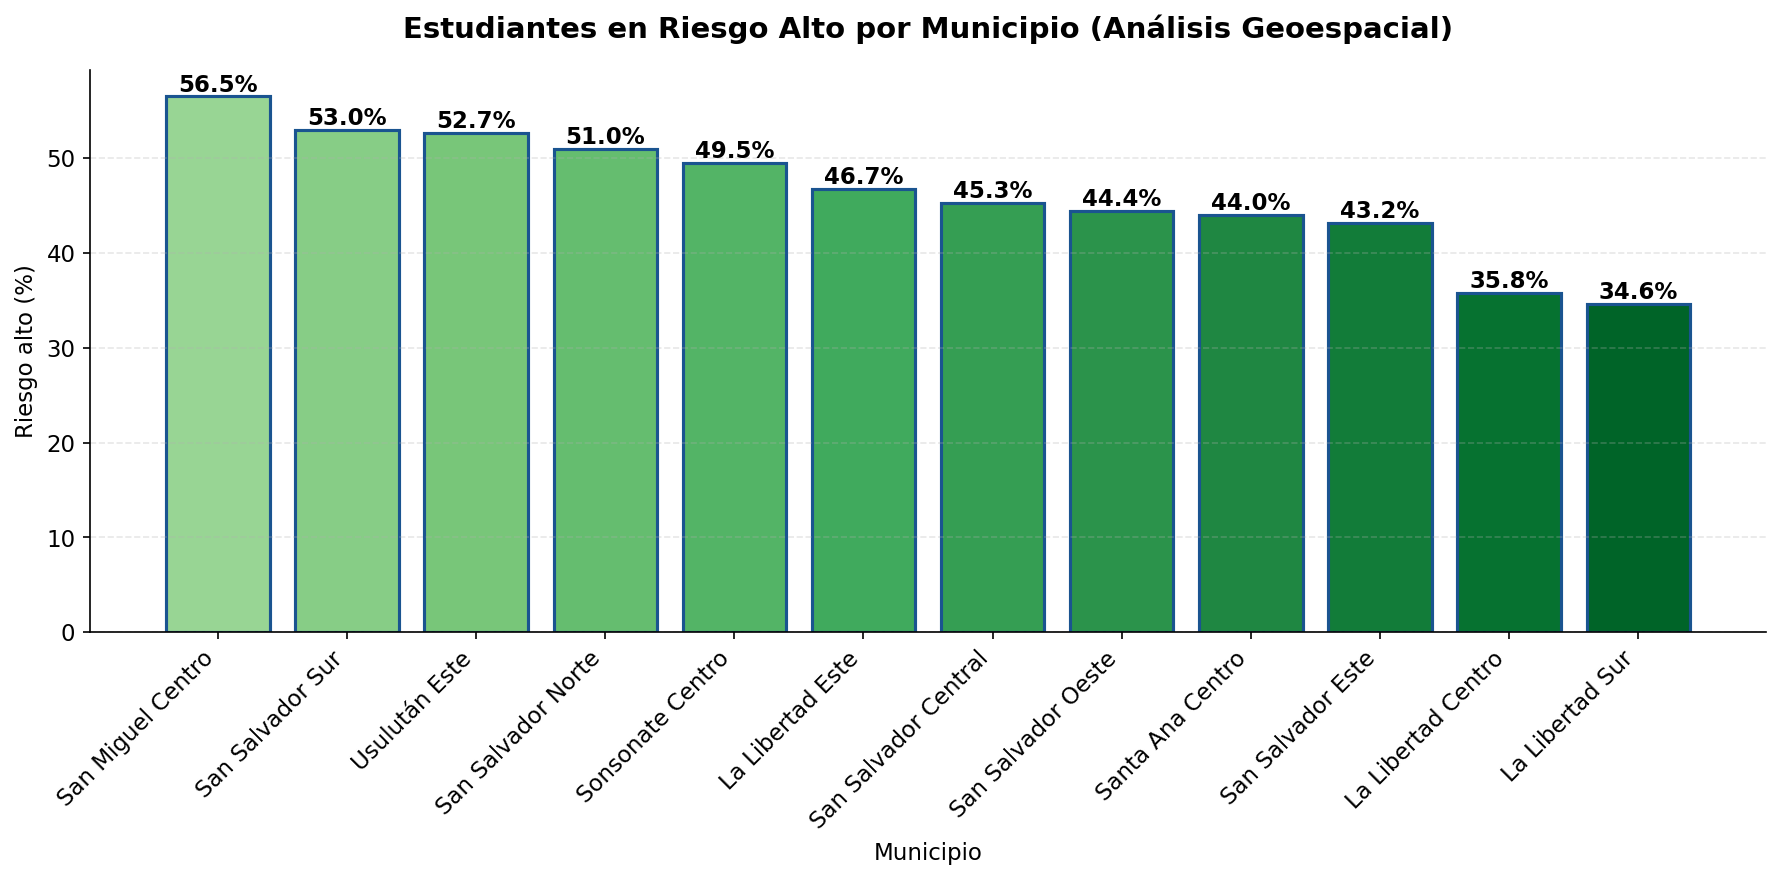 Estudiantes en Riesgo Alto por Municipio (Análisis Geoespacial)
56.5%
53.0%
52.7%
51.0%
49.5%
46.7%
45.3%
44.4%
44.0%
43.2%
35.8%
34.6%
Riesgo alto (%)
50
40
30
20
10
0
San Miguel Centro
San Salvador Sur
Usulután Este
San Salvador Norte
Sonsonate Centro
La Libertad Este
San Salvador Central
San Salvador Oeste
Santa Ana Centro
San Salvador Este
La Libertad Centro
La Libertad Sur
Municipio